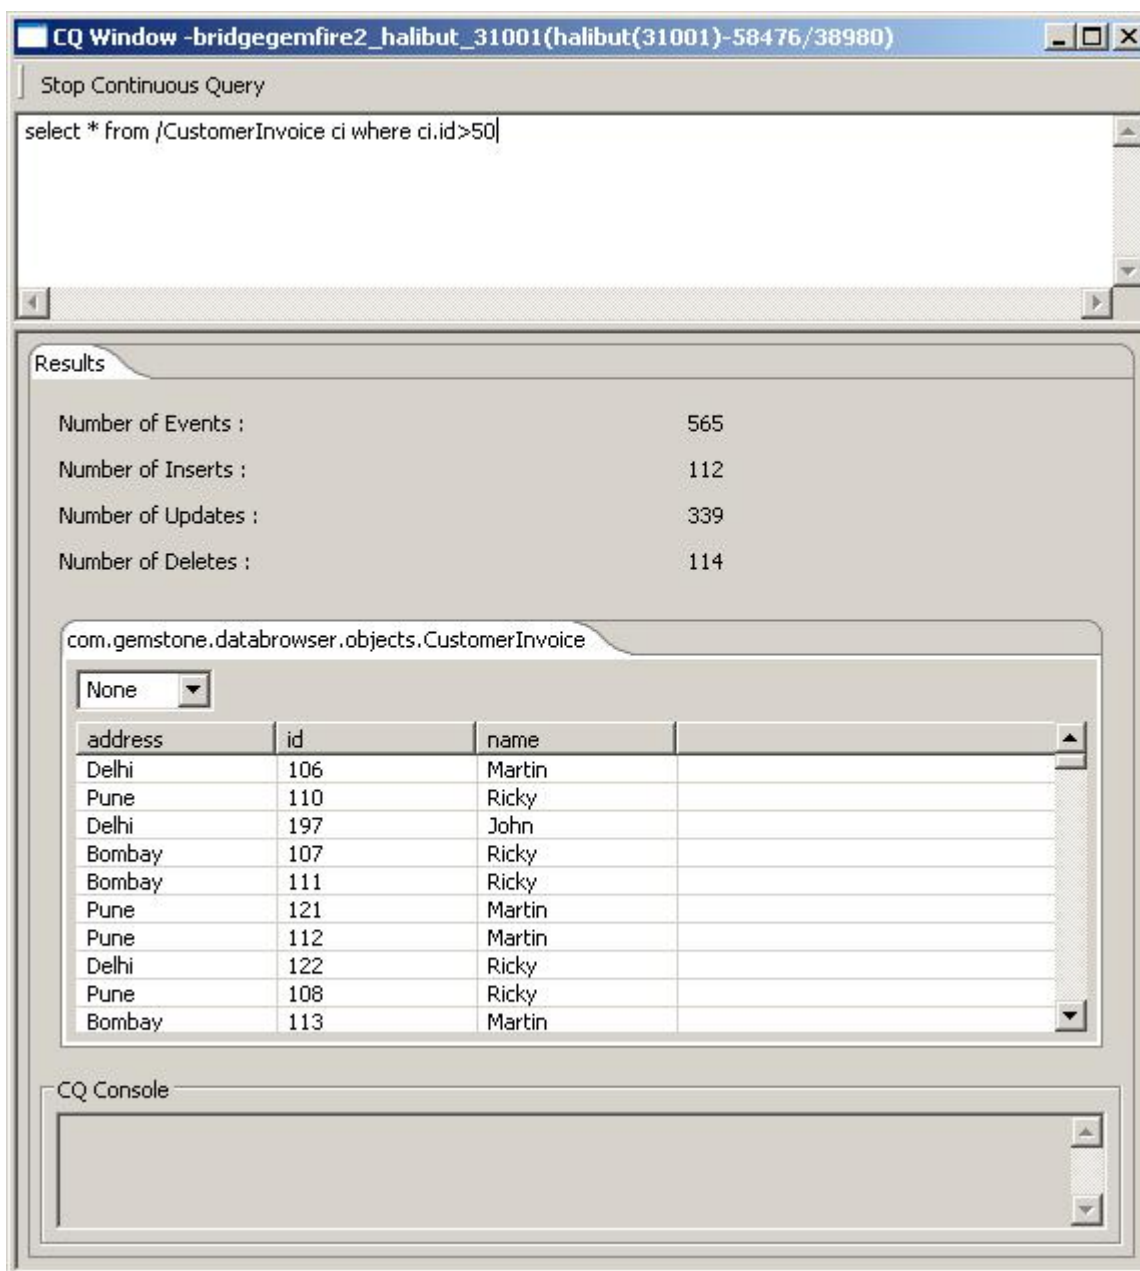 CQ Window -bridgegemfire2_halibut_31001(halibut(31001)-58476/38980)
Stop Continuous Query
select * from /CustomerInvoice ci where ci.id>50
Results
Number of Events : 565
Number of Inserts : 112
Number of Updates : 339
Number of Deletes : 114
com.gemstone.databrowser.objects.CustomerInvoice
None
address id name
Delhi 106 Martin
Pune 110 Ricky
Delhi 197 John
Bombay 107 Ricky
Bombay 111 Ricky
Pune 121 Martin
Pune 112 Martin
Delhi 122 Ricky
Pune 108 Ricky
Bombay 113 Martin
CQ Console